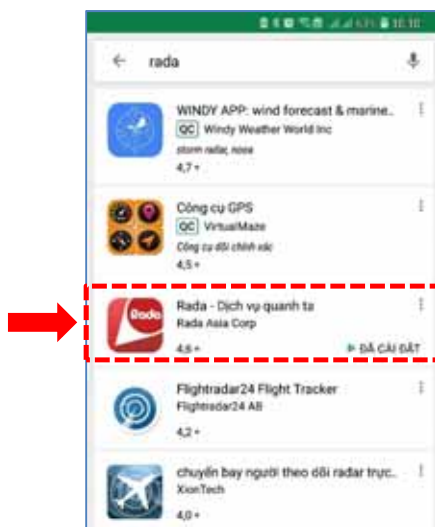 10:10
rada
WINDY APP: wind forecast & marine..
QC Windy Weather World Inc
storm radar, noaa
4,7
Công cụ GPS
QC VirtualMaze
Công cụ dõi chính xác
4,5
Rada
Rada - Dịch vụ quanh ta
Rada Asia Corp
4,6
ĐÃ CÀI ĐẶT
Flightradar24 Flight Tracker
Flightradar24 AB
4,2
chuyến bay người theo dõi radar trực..
XionTech
4,0